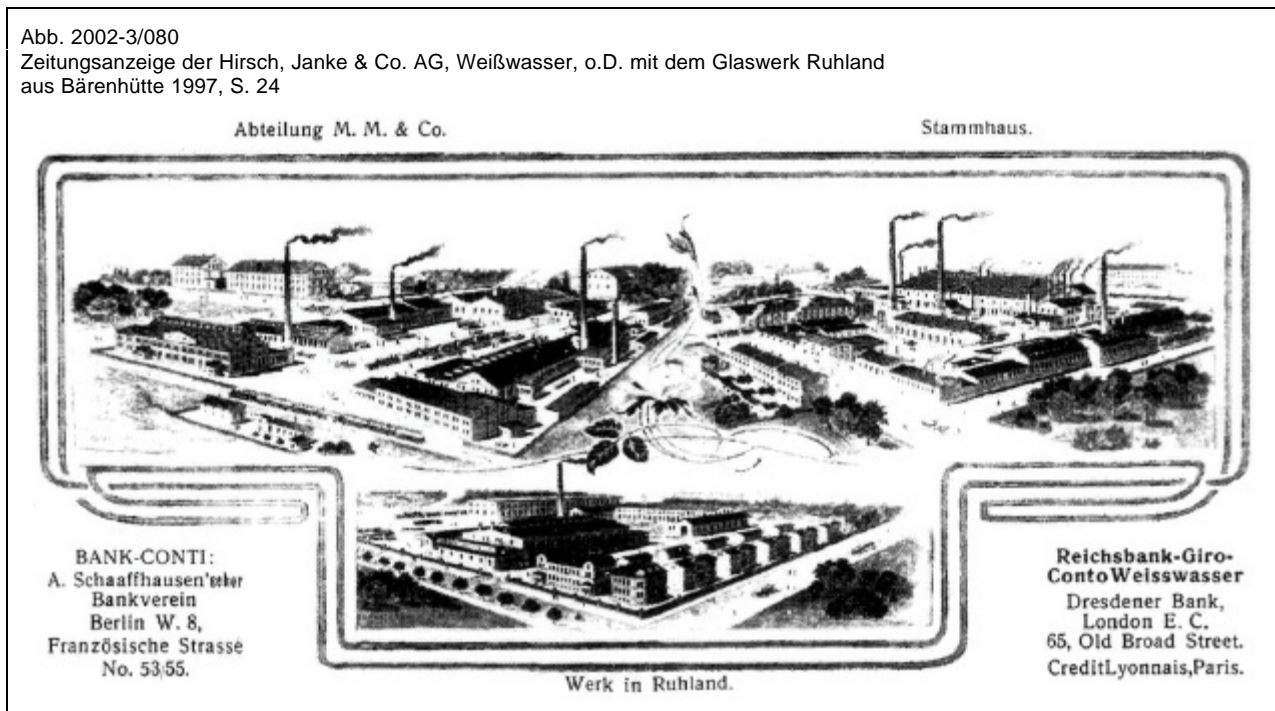 Abb. 2002-3/080
Zeitungsanzeige der Hirsch, Janke & Co. AG, Weißwasser, o.D. mit dem Glaswerk Ruhland
aus Bärenhütte 1997, S. 24
Abteilung M. M. & Co.
Stammhaus.
BANK-CONTI:
A. Schaaffhausen'scher
Bankverein
Berlin W. 8,
Französische Strasse
No. 53/55.
Werk in Ruhland.
Reichsbank-Giro-
Conto Weisswasser
Dresdener Bank,
London E. C.
65, Old Broad Street.
Credit Lyonnais, Paris.